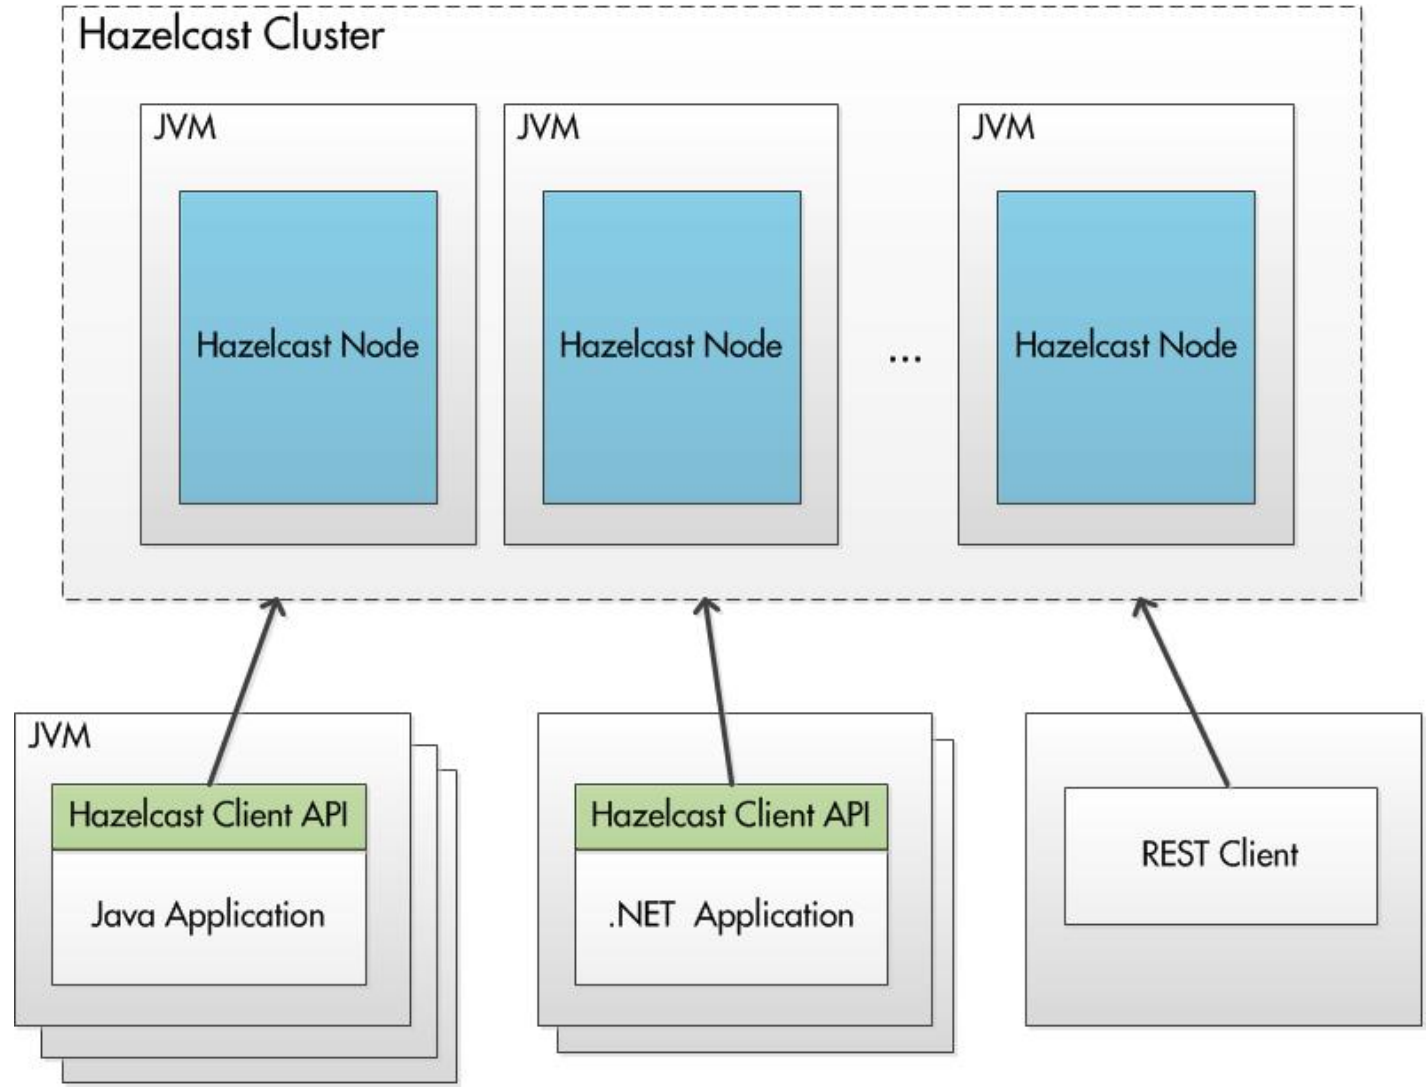 Hazelcast Cluster
JVM
JVM
JVM
Hazelcast Node
Hazelcast Node
...
Hazelcast Node
JVM
Hazelcast Client API
Java Application
Hazelcast Client API
.NET Application
REST Client